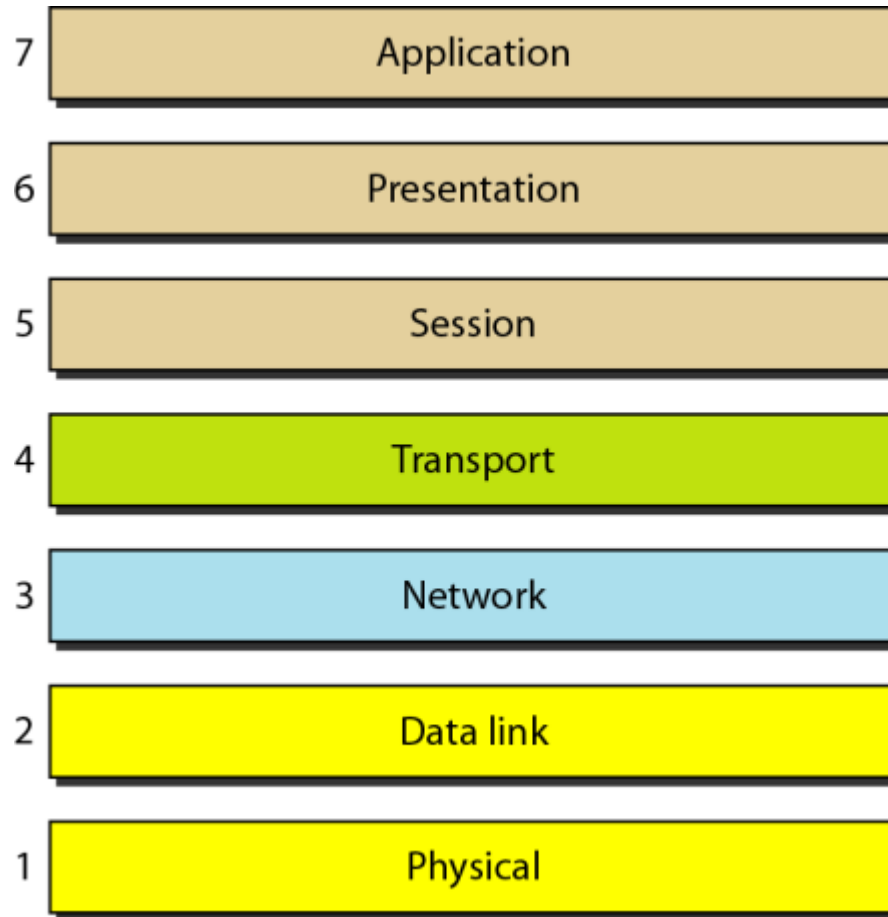 7 Application
6 Presentation
5 Session
4 Transport
3 Network
2 Data link
1 Physical